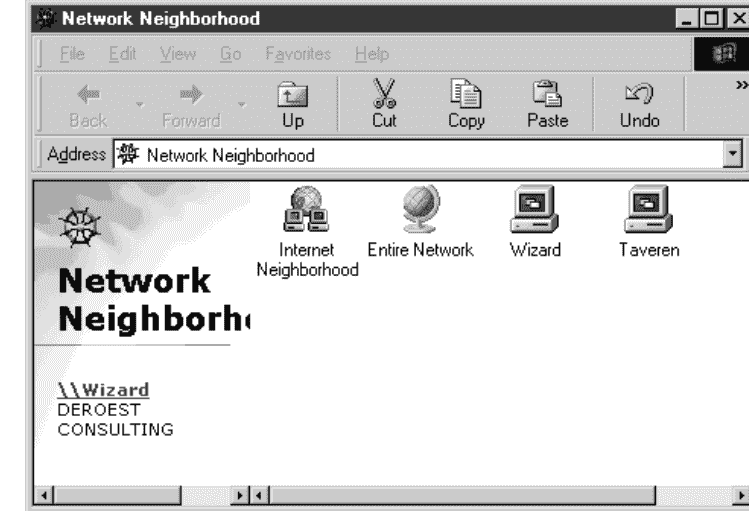 Network Neighborhood
File Edit View Go Favorites Help
Back Forward Up Cut Copy Paste Undo »
Address Network Neighborhood
Internet Neighborhood
Entire Network
Wizard
Taveren
Network
Neighborh
\\Wizard
DEROEST
CONSULTING